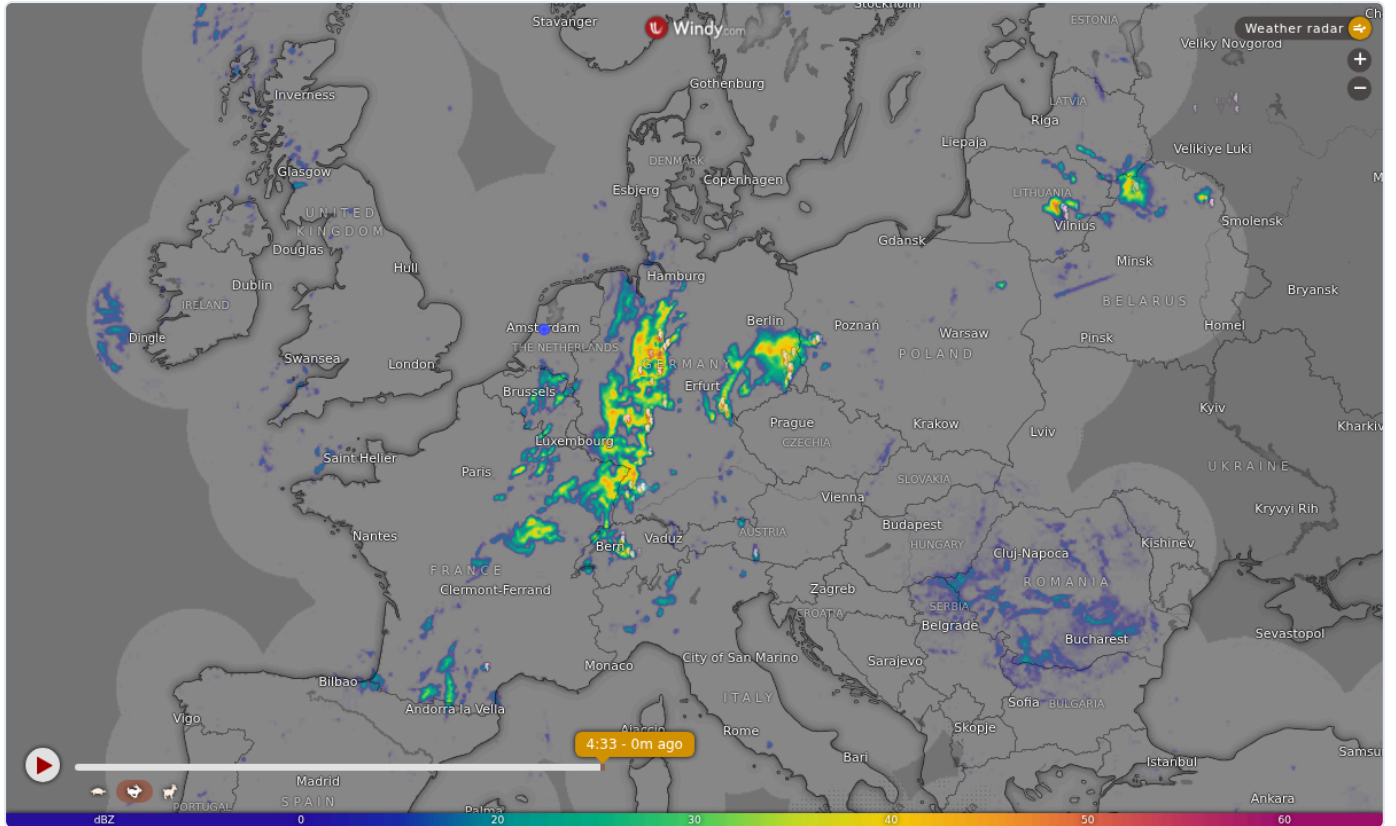 Stavanger
Stockholm
ESTONIA
Windy.com
Weather radar
Veliky Novgorod
+
−
Gothenburg
Inverness
LATVIA
Riga
Liepaja
Velikiye Luki
Glasgow
DENMARK
Copenhagen
Esbjerg
LITHUANIA
UNITED
KINGDOM
Vilnius
Smolensk
Douglas
Gdansk
Hull
Hamburg
Minsk
Dublin
IRELAND
BELARUS
Bryansk
Amsterdam
Berlin
Poznań
Homel
Dingle
THE NETHERLANDS
Warsaw
Pinsk
Swansea
London
GERMANY
POLAND
Brussels
Erfurt
Kyiv
Prague
Krakow
Lviv
Kharkiv
Luxembourg
CZECHIA
Saint Helier
Paris
UKRAINE
SLOVAKIA
Vienna
Kryvyi Rih
Budapest
Nantes
Bern
Vaduz
AUSTRIA
HUNGARY
Cluj-Napoca
Kishinev
FRANCE
Clermont-Ferrand
Zagreb
ROMANIA
CROATIA
SERBIA
Belgrade
Bucharest
Sevastopol
Monaco
City of San Marino
Sarajevo
Bilbao
ITALY
Andorra la Vella
Sofia
BULGARIA
Vigo
Ajaccio
Rome
Skopje
4:33 - 0m ago
Bari
Istanbul
Samsu
Madrid
SPAIN
PORTUGAL
Palma
Ankara
dBZ
0
20
30
40
50
60